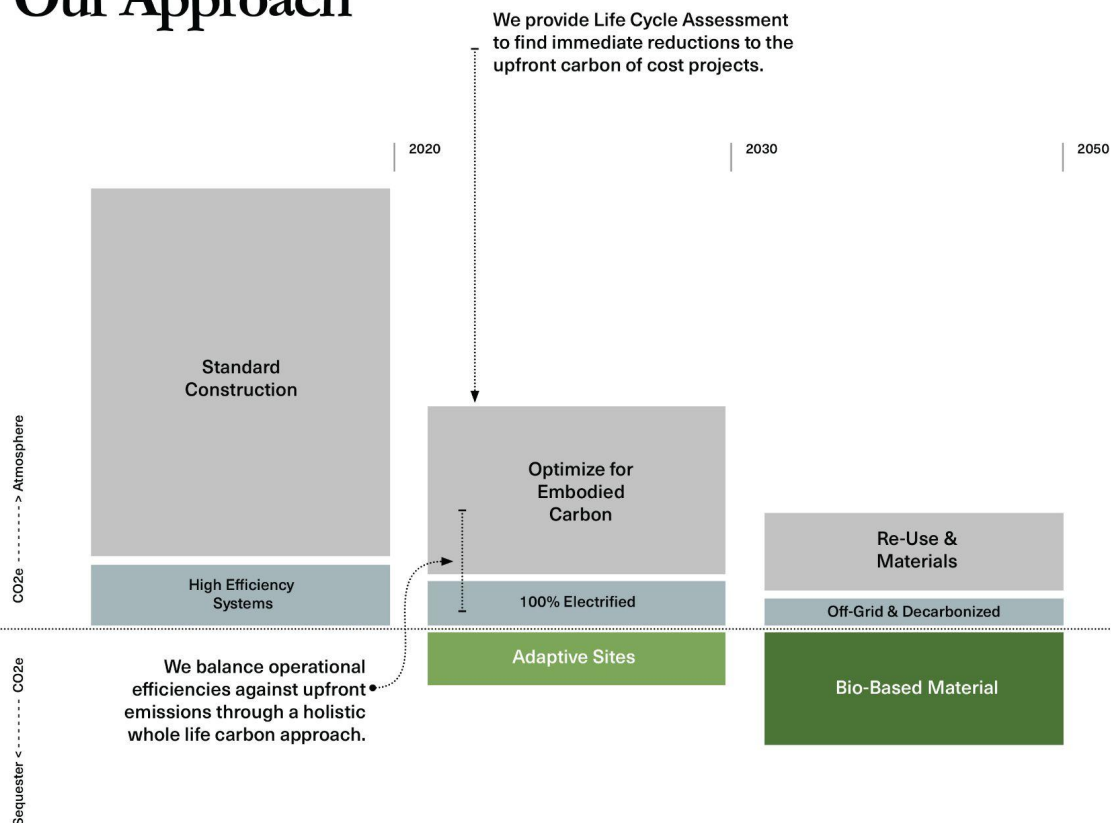 Our Approach
We provide Life Cycle Assessment
to find immediate reductions to the
upfront carbon of cost projects.
2020
2030
2050
Standard
Construction
High Efficiency
Systems
Optimize for
Embodied
Carbon
100% Electrified
Adaptive Sites
Re-Use &
Materials
Off-Grid & Decarbonized
Bio-Based Material
We balance operational
efficiencies against upfront
emissions through a holistic
whole life carbon approach.
CO2e ------> Atmosphere
Sequester <------- CO2e